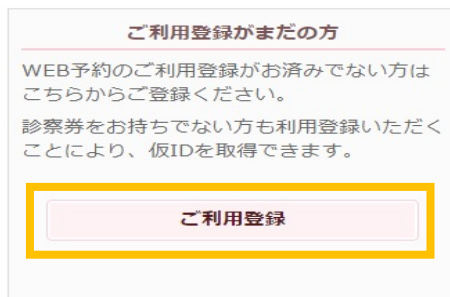 ご利用登録がまだの方
WEB予約のご利用登録がお済みでない方は
こちらからご登録ください。
診察券をお持ちでない方も利用登録いただく
ことにより、仮IDを取得できます。
ご利用登録